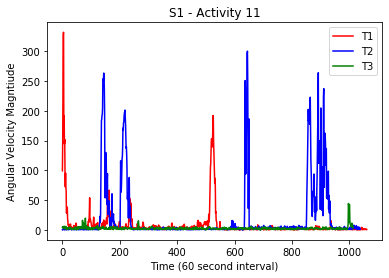 S1 - Activity 11
T1
T2
T3
300
250
200
150
100
50
0
Angular Velocity Magntiude
0 200 400 600 800 1000
Time (60 second interval)